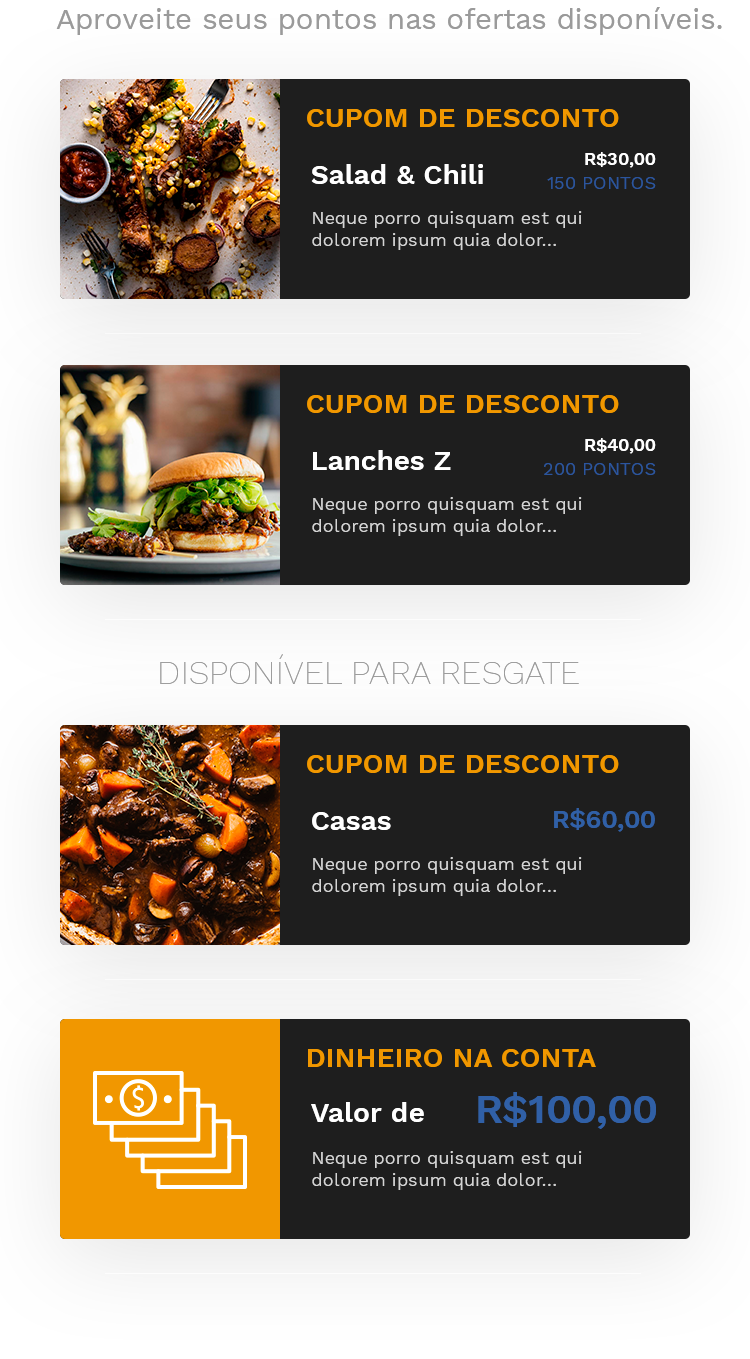 Aproveite seus pontos nas ofertas disponíveis.
CUPOM DE DESCONTO
Salad & Chili
R$30,00
150 PONTOS
Neque porro quisquam est qui
dolorem ipsum quia dolor...
CUPOM DE DESCONTO
Lanches Z
R$40,00
200 PONTOS
Neque porro quisquam est qui
dolorem ipsum quia dolor...
DISPONÍVEL PARA RESGATE
CUPOM DE DESCONTO
Casas
R$60,00
Neque porro quisquam est qui
dolorem ipsum quia dolor...
$
DINHEIRO NA CONTA
Valor de R$100,00
Neque porro quisquam est qui
dolorem ipsum quia dolor...